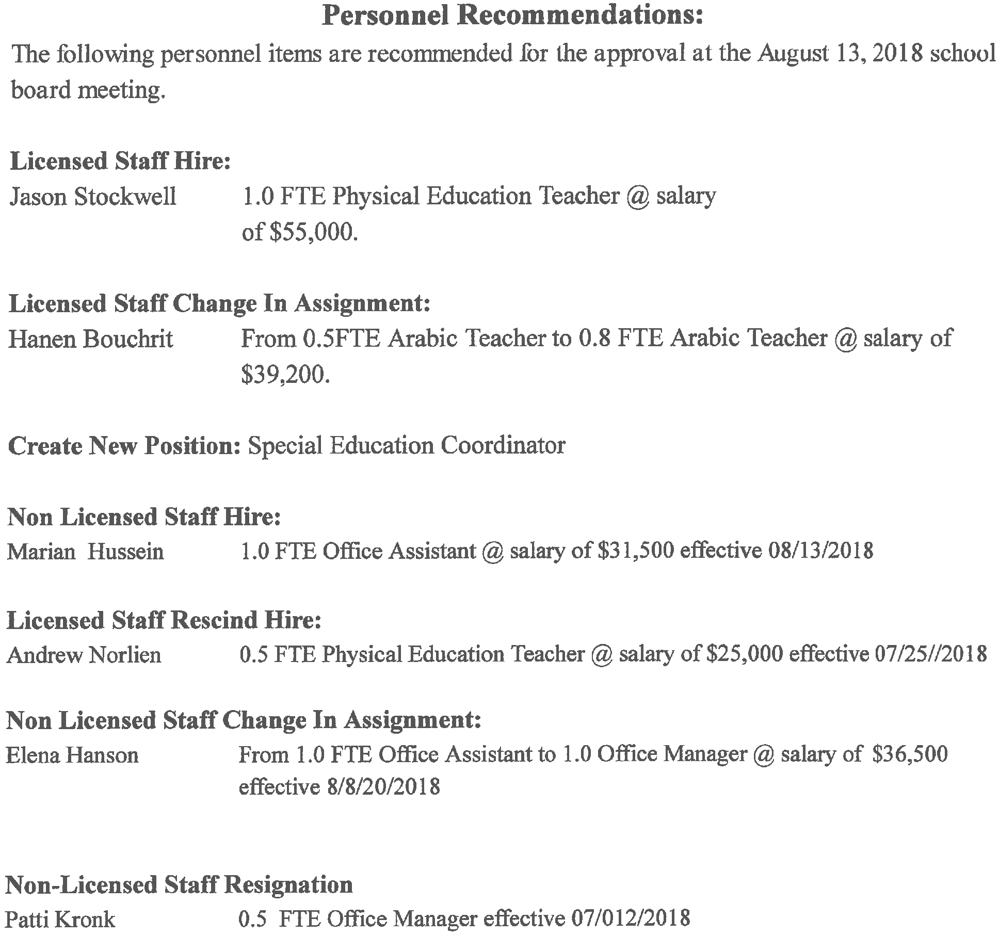 Personnel Recommendations:
The following personnel items are recommended for the approval at the August 13, 2018 school
board meeting.
Licensed Staff Hire:
Jason Stockwell 1.0 FTE Physical Education Teacher @ salary
of $55,000.
Licensed Staff Change In Assignment:
Hanen Bouchrit From 0.5FTE Arabic Teacher to 0.8 FTE Arabic Teacher @ salary of
$39,200.
Create New Position: Special Education Coordinator
Non Licensed Staff Hire:
Marian Hussein 1.0 FTE Office Assistant @ salary of $31,500 effective 08/13/2018
Licensed Staff Rescind Hire:
Andrew Norlien 0.5 FTE Physical Education Teacher @ salary of $25,000 effective 07/25//2018
Non Licensed Staff Change In Assignment:
Elena Hanson From 1.0 FTE Office Assistant to 1.0 Office Manager @ salary of $36,500
effective 8/8/20/2018
Non-Licensed Staff Resignation
Patti Kronk 0.5 FTE Office Manager effective 07/012/2018